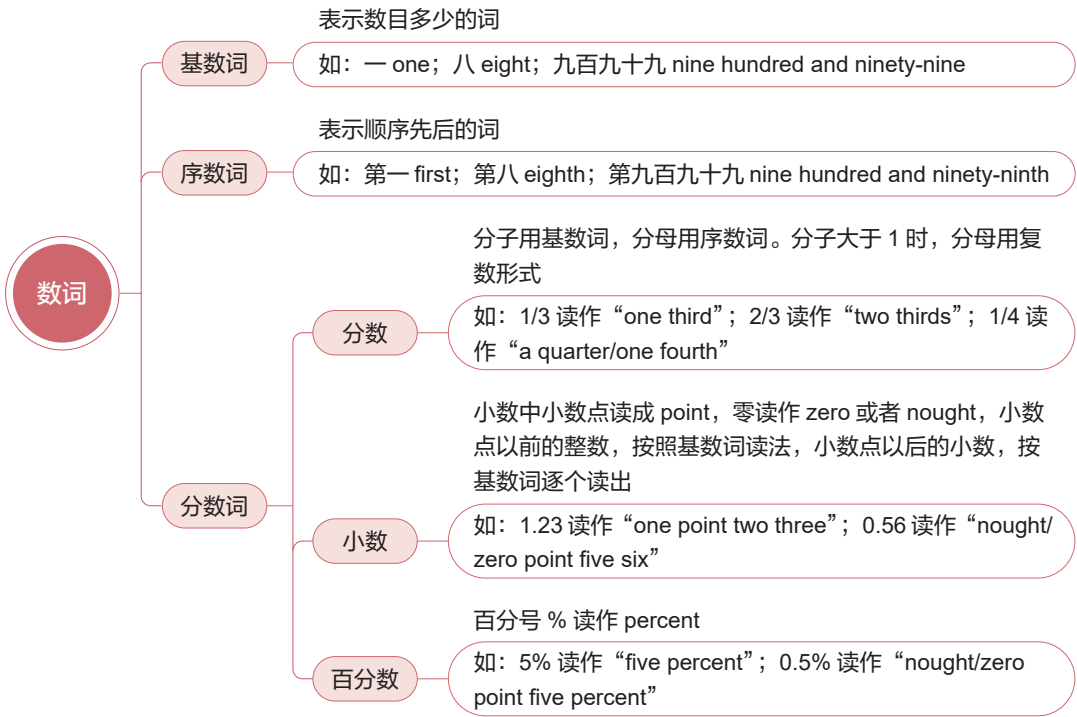 表示数目多少的词
基数词
如：一 one；八 eight；九百九十九 nine hundred and ninety-nine
表示顺序先后的词
序数词
如：第一 first；第八 eighth；第九百九十九 nine hundred and ninety-ninth
数词
分子用基数词，分母用序数词。分子大于 1 时，分母用复
数形式
分数
如：1/3 读作“one third”；2/3 读作“two thirds”；1/4 读
作“a quarter/one fourth”
小数中小数点读成 point，零读作 zero 或者 nought，小数
点以前的整数，按照基数词读法，小数点以后的小数，按
基数词逐个读出
分数词
小数
如：1.23 读作“one point two three”；0.56 读作“nought/
zero point five six”
百分号 % 读作 percent
百分数
如：5% 读作“five percent”；0.5% 读作“nought/zero
point five percent”